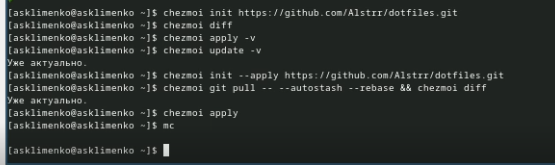 [asklimenko@asklimenko ~]$ chezmoi init https://github.com/Alstrr/dotfiles.git
[asklimenko@asklimenko ~]$ chezmoi diff
[asklimenko@asklimenko ~]$ chezmoi apply -v
[asklimenko@asklimenko ~]$ chezmoi update -v
Уже актуально.
[asklimenko@asklimenko ~]$ chezmoi init --apply https://github.com/Alstrr/dotfiles.git
[asklimenko@asklimenko ~]$ chezmoi git pull -- --autostash --rebase && chezmoi diff
Уже актуально.
[asklimenko@asklimenko ~]$ chezmoi apply
[asklimenko@asklimenko ~]$ mc
[asklimenko@asklimenko ~]$